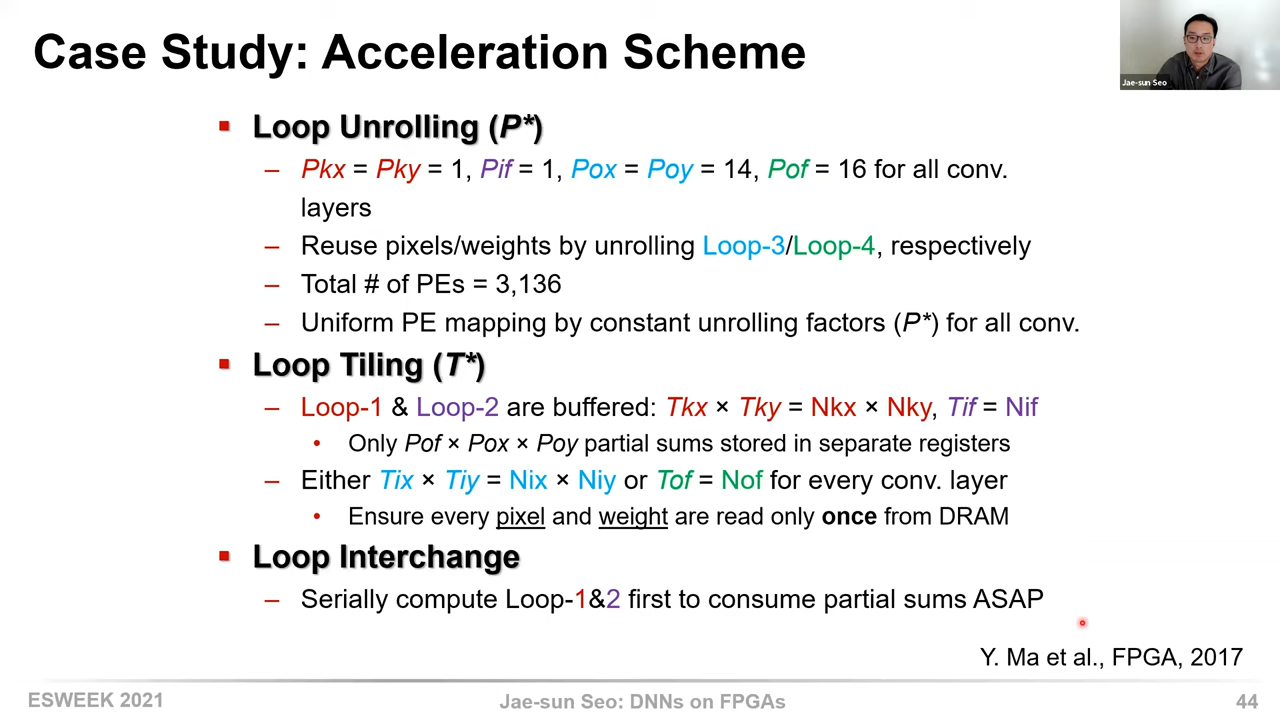 Case Study: Acceleration Scheme
Jae-sun Seo
▪ Loop Unrolling (P*)
– Pkx = Pky = 1, Pif = 1, Pox = Poy = 14, Pof = 16 for all conv.
layers
– Reuse pixels/weights by unrolling Loop-3/Loop-4, respectively
– Total # of PEs = 3,136
– Uniform PE mapping by constant unrolling factors (P*) for all conv.
▪ Loop Tiling (T*)
– Loop-1 & Loop-2 are buffered: Tkx × Tky = Nkx × Nky, Tif = Nif
• Only Pof × Pox × Poy partial sums stored in separate registers
– Either Tix × Tiy = Nix × Niy or Tof = Nof for every conv. layer
• Ensure every pixel and weight are read only once from DRAM
▪ Loop Interchange
– Serially compute Loop-1&2 first to consume partial sums ASAP
Y. Ma et al., FPGA, 2017
ESWEEK 2021
Jae-sun Seo: DNNs on FPGAs
44